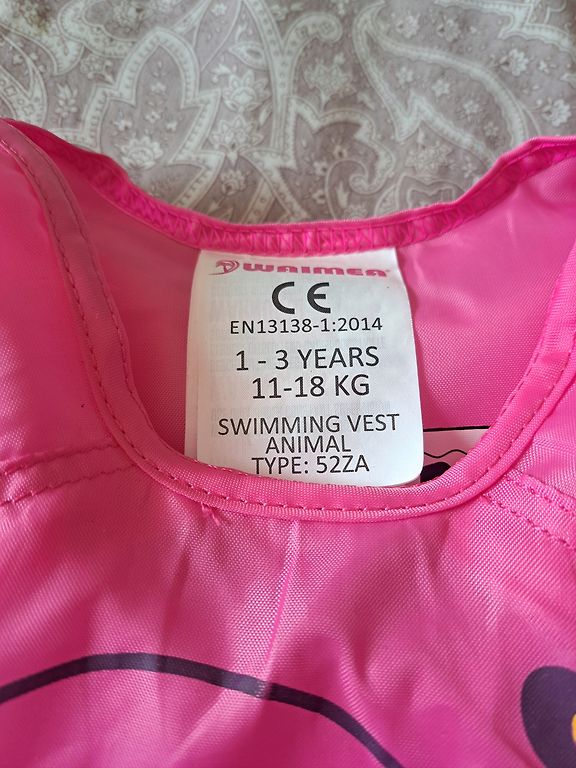 WAIMEA
CE
EN13138-1:2014
1 - 3 YEARS
11-18 KG
SWIMMING VEST
ANIMAL
TYPE: 52ZA